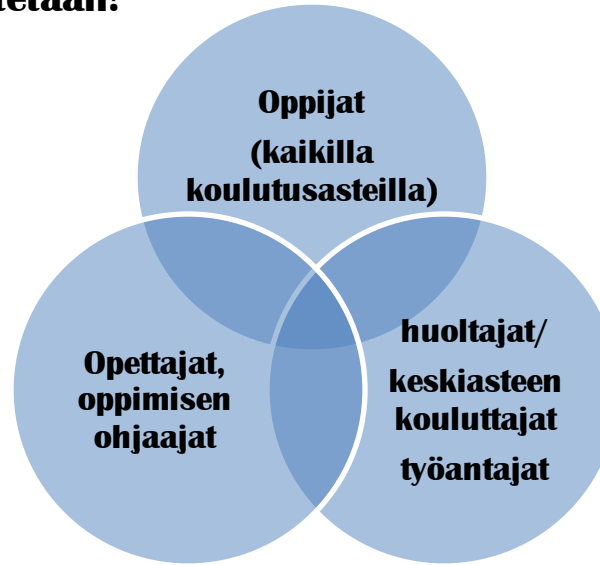 Oppijat
(kaikilla
koulutusasteilla)
Opettajat,
oppimisen
ohjaajat
huoltajat/
keskiasteen
kouluttajat
työantajat